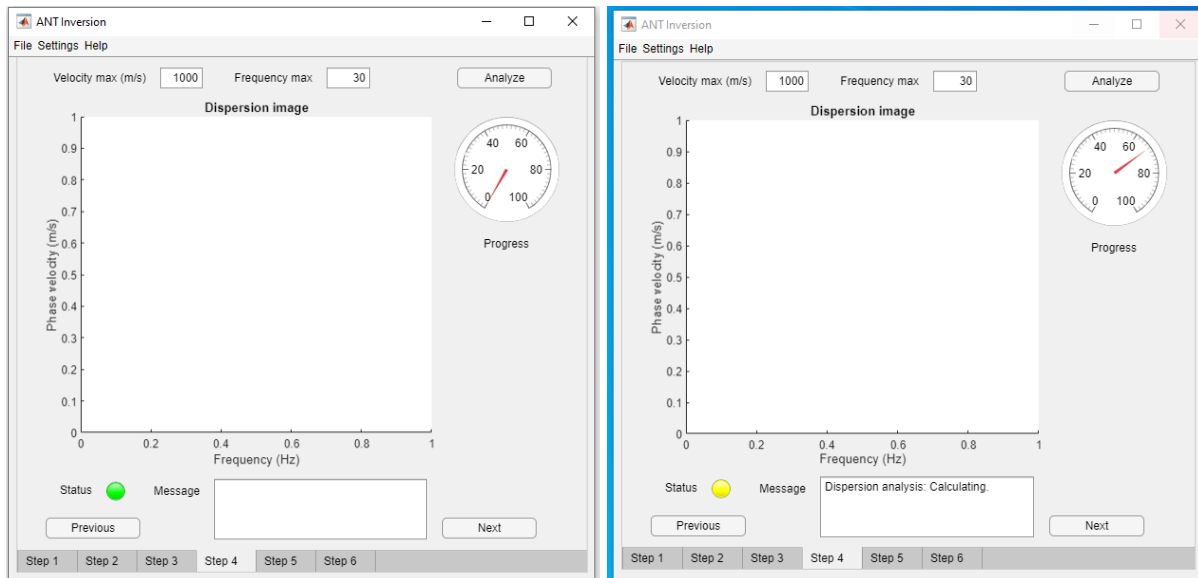 ANT Inversion
File Settings Help
Velocity max (m/s) 1000 Frequency max 30 Analyze
Dispersion image
1
0.9
0.8
0.7
0.6
0.5
0.4
0.3
0.2
0.1
0
Phase velocity (m/s)
0 0.2 0.4 0.6 0.8 1
Frequency (Hz)
0 20 40 60 80 100
Progress
Status Message
Previous Next
Step 1 Step 2 Step 3 Step 4 Step 5 Step 6
ANT Inversion
File Settings Help
Velocity max (m/s) 1000 Frequency max 30 Analyze
Dispersion image
1
0.9
0.8
0.7
0.6
0.5
0.4
0.3
0.2
0.1
0
Phase velocity (m/s)
0 0.2 0.4 0.6 0.8 1
Frequency (Hz)
0 20 40 60 80 100
Progress
Status Message Dispersion analysis: Calculating.
Previous Next
Step 1 Step 2 Step 3 Step 4 Step 5 Step 6